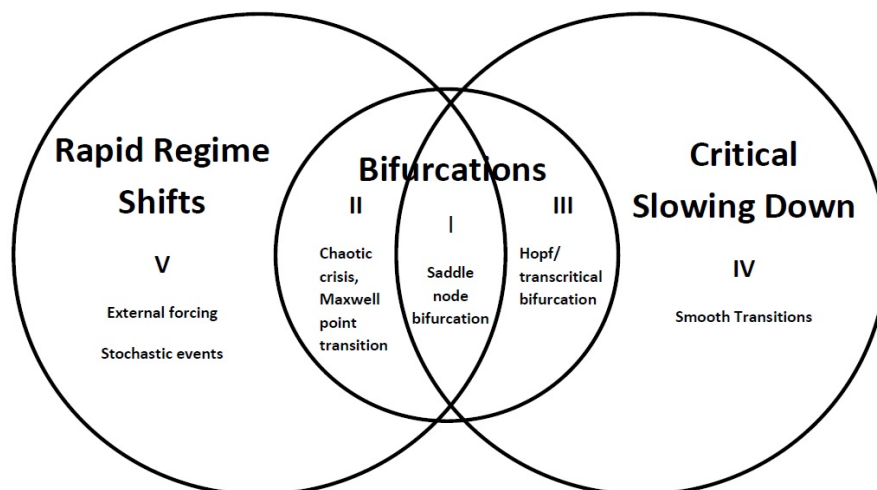 Rapid Regime
Shifts
V
External forcing
Stochastic events
Bifurcations
II
Chaotic
crisis,
Maxwell
point
transition
I
Saddle
node
bifurcation
III
Hopf/
transcritical
bifurcation
Critical
Slowing Down
IV
Smooth Transitions